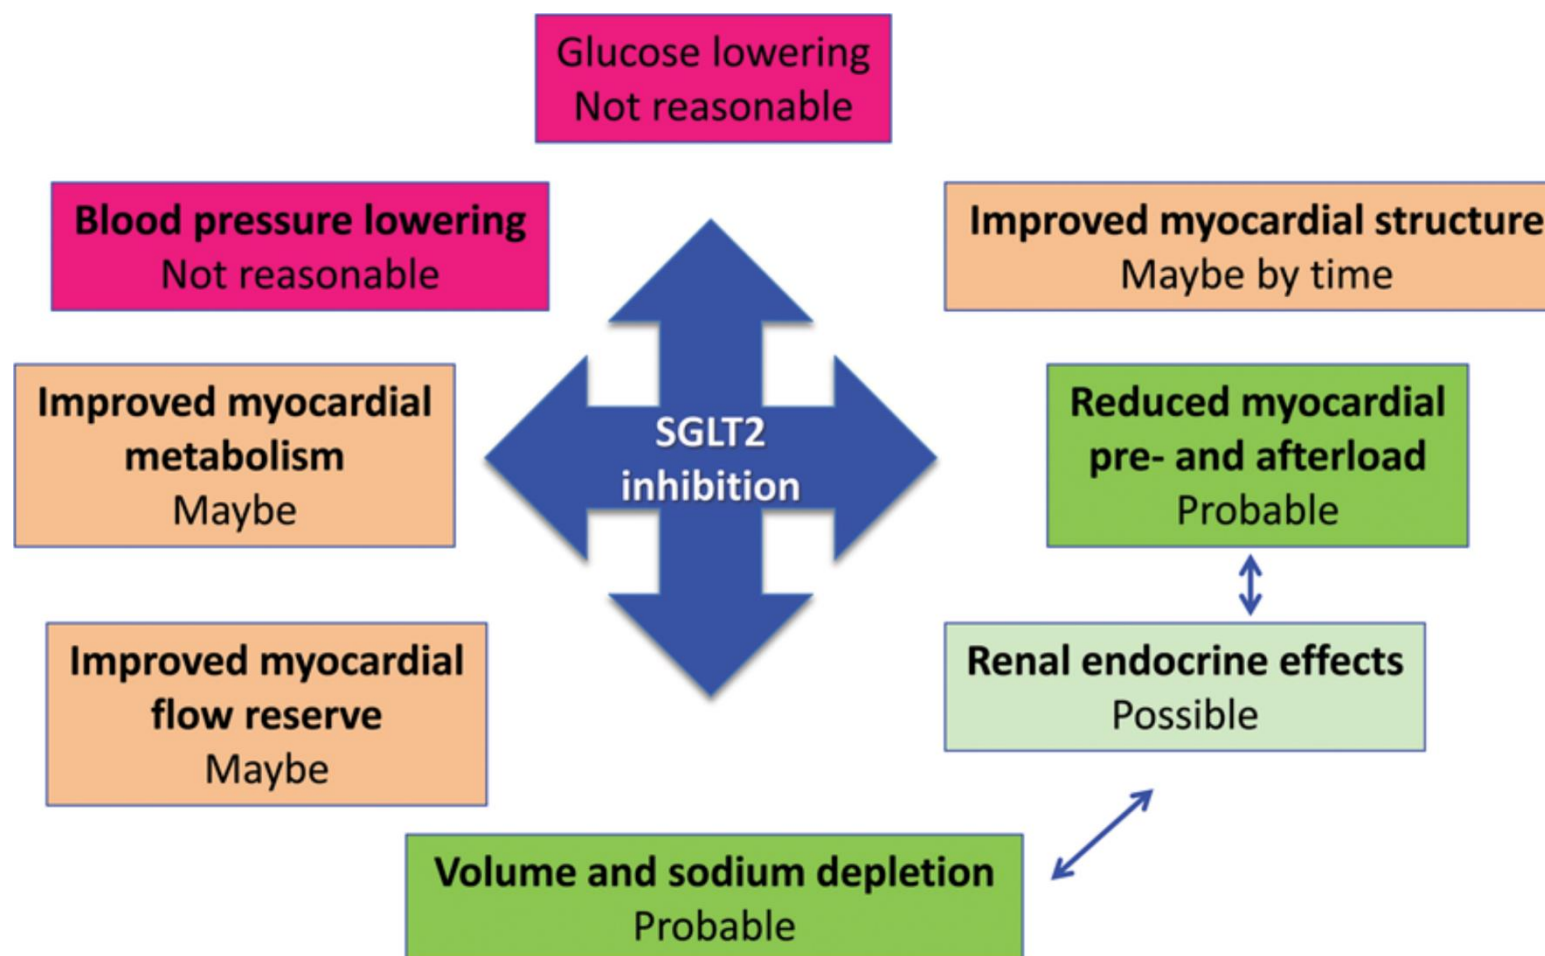 Glucose lowering
Not reasonable
Blood pressure lowering
Not reasonable
Improved myocardial structure
Maybe by time
Improved myocardial
metabolism
Maybe
SGLT2
inhibition
Reduced myocardial
pre- and afterload
Probable
Improved myocardial
flow reserve
Maybe
Renal endocrine effects
Possible
Volume and sodium depletion
Probable